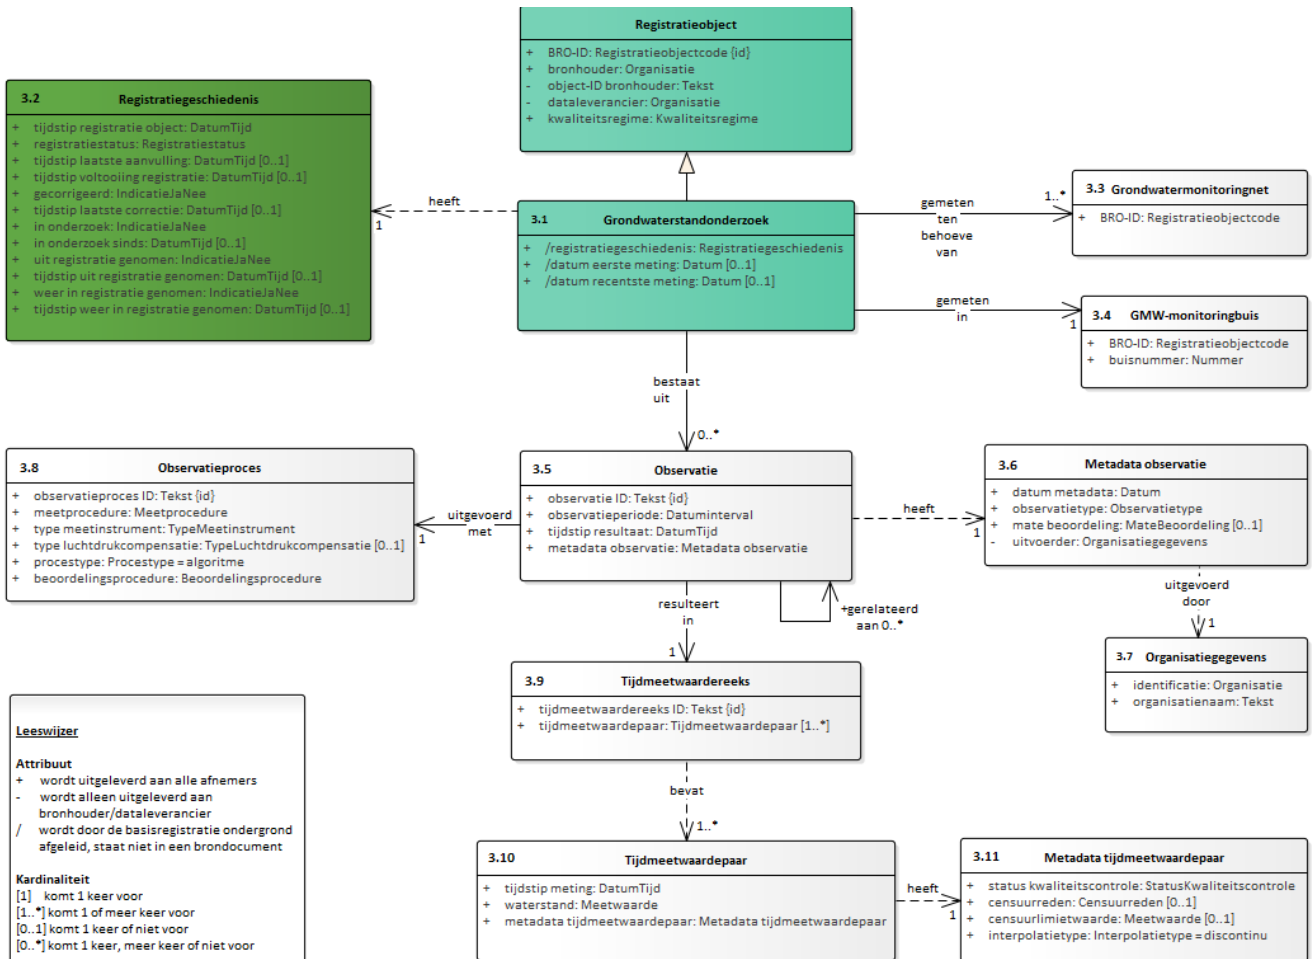 Registratieobject
+ BRO-ID: Registratieobjectcode {id}
+ bronhouder: Organisatie
- object-ID bronhouder: Tekst
- dataleverancier: Organisatie
+ kwaliteitsregime: Kwaliteitsregime
3.2 Registratiegeschiedenis
+ tijdstip registratie object: DatumTijd
+ registratiestatus: Registratiestatus
+ tijdstip laatste aanvulling: DatumTijd [0..1]
+ tijdstip voltooiing registratie: DatumTijd [0..1]
+ gecorrigeerd: IndicatieJaNee
+ tijdstip laatste correctie: DatumTijd [0..1]
+ in onderzoek: IndicatieJaNee
+ in onderzoek sinds: DatumTijd [0..1]
+ uit registratie genomen: IndicatieJaNee
+ tijdstip uit registratie genomen: DatumTijd [0..1]
+ weer in registratie genomen: IndicatieJaNee
+ tijdstip weer in registratie genomen: DatumTijd [0..1]
heeft
1
3.1 Grondwaterstandonderzoek
+ /registratiegeschiedenis: Registratiegeschiedenis
+ /datum eerste meting: Datum [0..1]
+ /datum recentste meting: Datum [0..1]
gemeten
ten
behoeve
van
1..*
3.3 Grondwatermonitoringnet
+ BRO-ID: Registratieobjectcode
gemeten
in
1
3.4 GMW-monitoringbuis
+ BRO-ID: Registratieobjectcode
+ buisnummer: Nummer
bestaat
uit
0..*
3.8 Observatieproces
+ observatieproces ID: Tekst {id}
+ meetprocedure: Meetprocedure
+ type meetinstrument: TypeMeetinstrument
+ type luchtdrukcompensatie: TypeLuchtdrukcompensatie [0..1]
+ procestype: Procestype = algoritme
+ beoordelingsprocedure: Beoordelingsprocedure
uitgevoerd
met
1
3.5 Observatie
+ observatie ID: Tekst {id}
+ observatieperiode: Datuminterval
+ tijdstip resultaat: DatumTijd
+ metadata observatie: Metadata observatie
heeft
1
3.6 Metadata observatie
+ datum metadata: Datum
+ observatietype: Observatietype
+ mate beoordeling: MateBeoordeling [0..1]
- uitvoerder: Organisatiegegevens
uitgevoerd
door
1
3.7 Organisatiegegevens
+ identificatie: Organisatie
+ organisatienaam: Tekst
+gerelateerd
aan 0..*
resulteert
in
1
3.9 Tijdmeetwaardereeks
+ tijdmeetwaardereeks ID: Tekst {id}
+ tijdmeetwaardepaar: Tijdmeetwaardepaar [1..*]
bevat
1..*
3.10 Tijdmeetwaardepaar
+ tijdstip meting: DatumTijd
+ waterstand: Meetwaarde
+ metadata tijdmeetwaardepaar: Metadata tijdmeetwaardepaar
heeft
1
3.11 Metadata tijdmeetwaardepaar
+ status kwaliteitscontrole: StatusKwaliteitscontrole
+ censuurreden: Censuurreden [0..1]
+ censuurlimietwaarde: Meetwaarde [0..1]
+ interpolatietype: Interpolatietype = discontinu
Leeswijzer
Attribuut
+ wordt uitgeleverd aan alle afnemers
- wordt alleen uitgeleverd aan
bronhouder/dataleverancier
/ wordt door de basisregistratie ondergrond
afgeleid, staat niet in een brondocument
Kardinaliteit
[1] komt 1 keer voor
[1..*] komt 1 of meer keer voor
[0..1] komt 1 keer of niet voor
[0..*] komt 1 keer, meer keer of niet voor